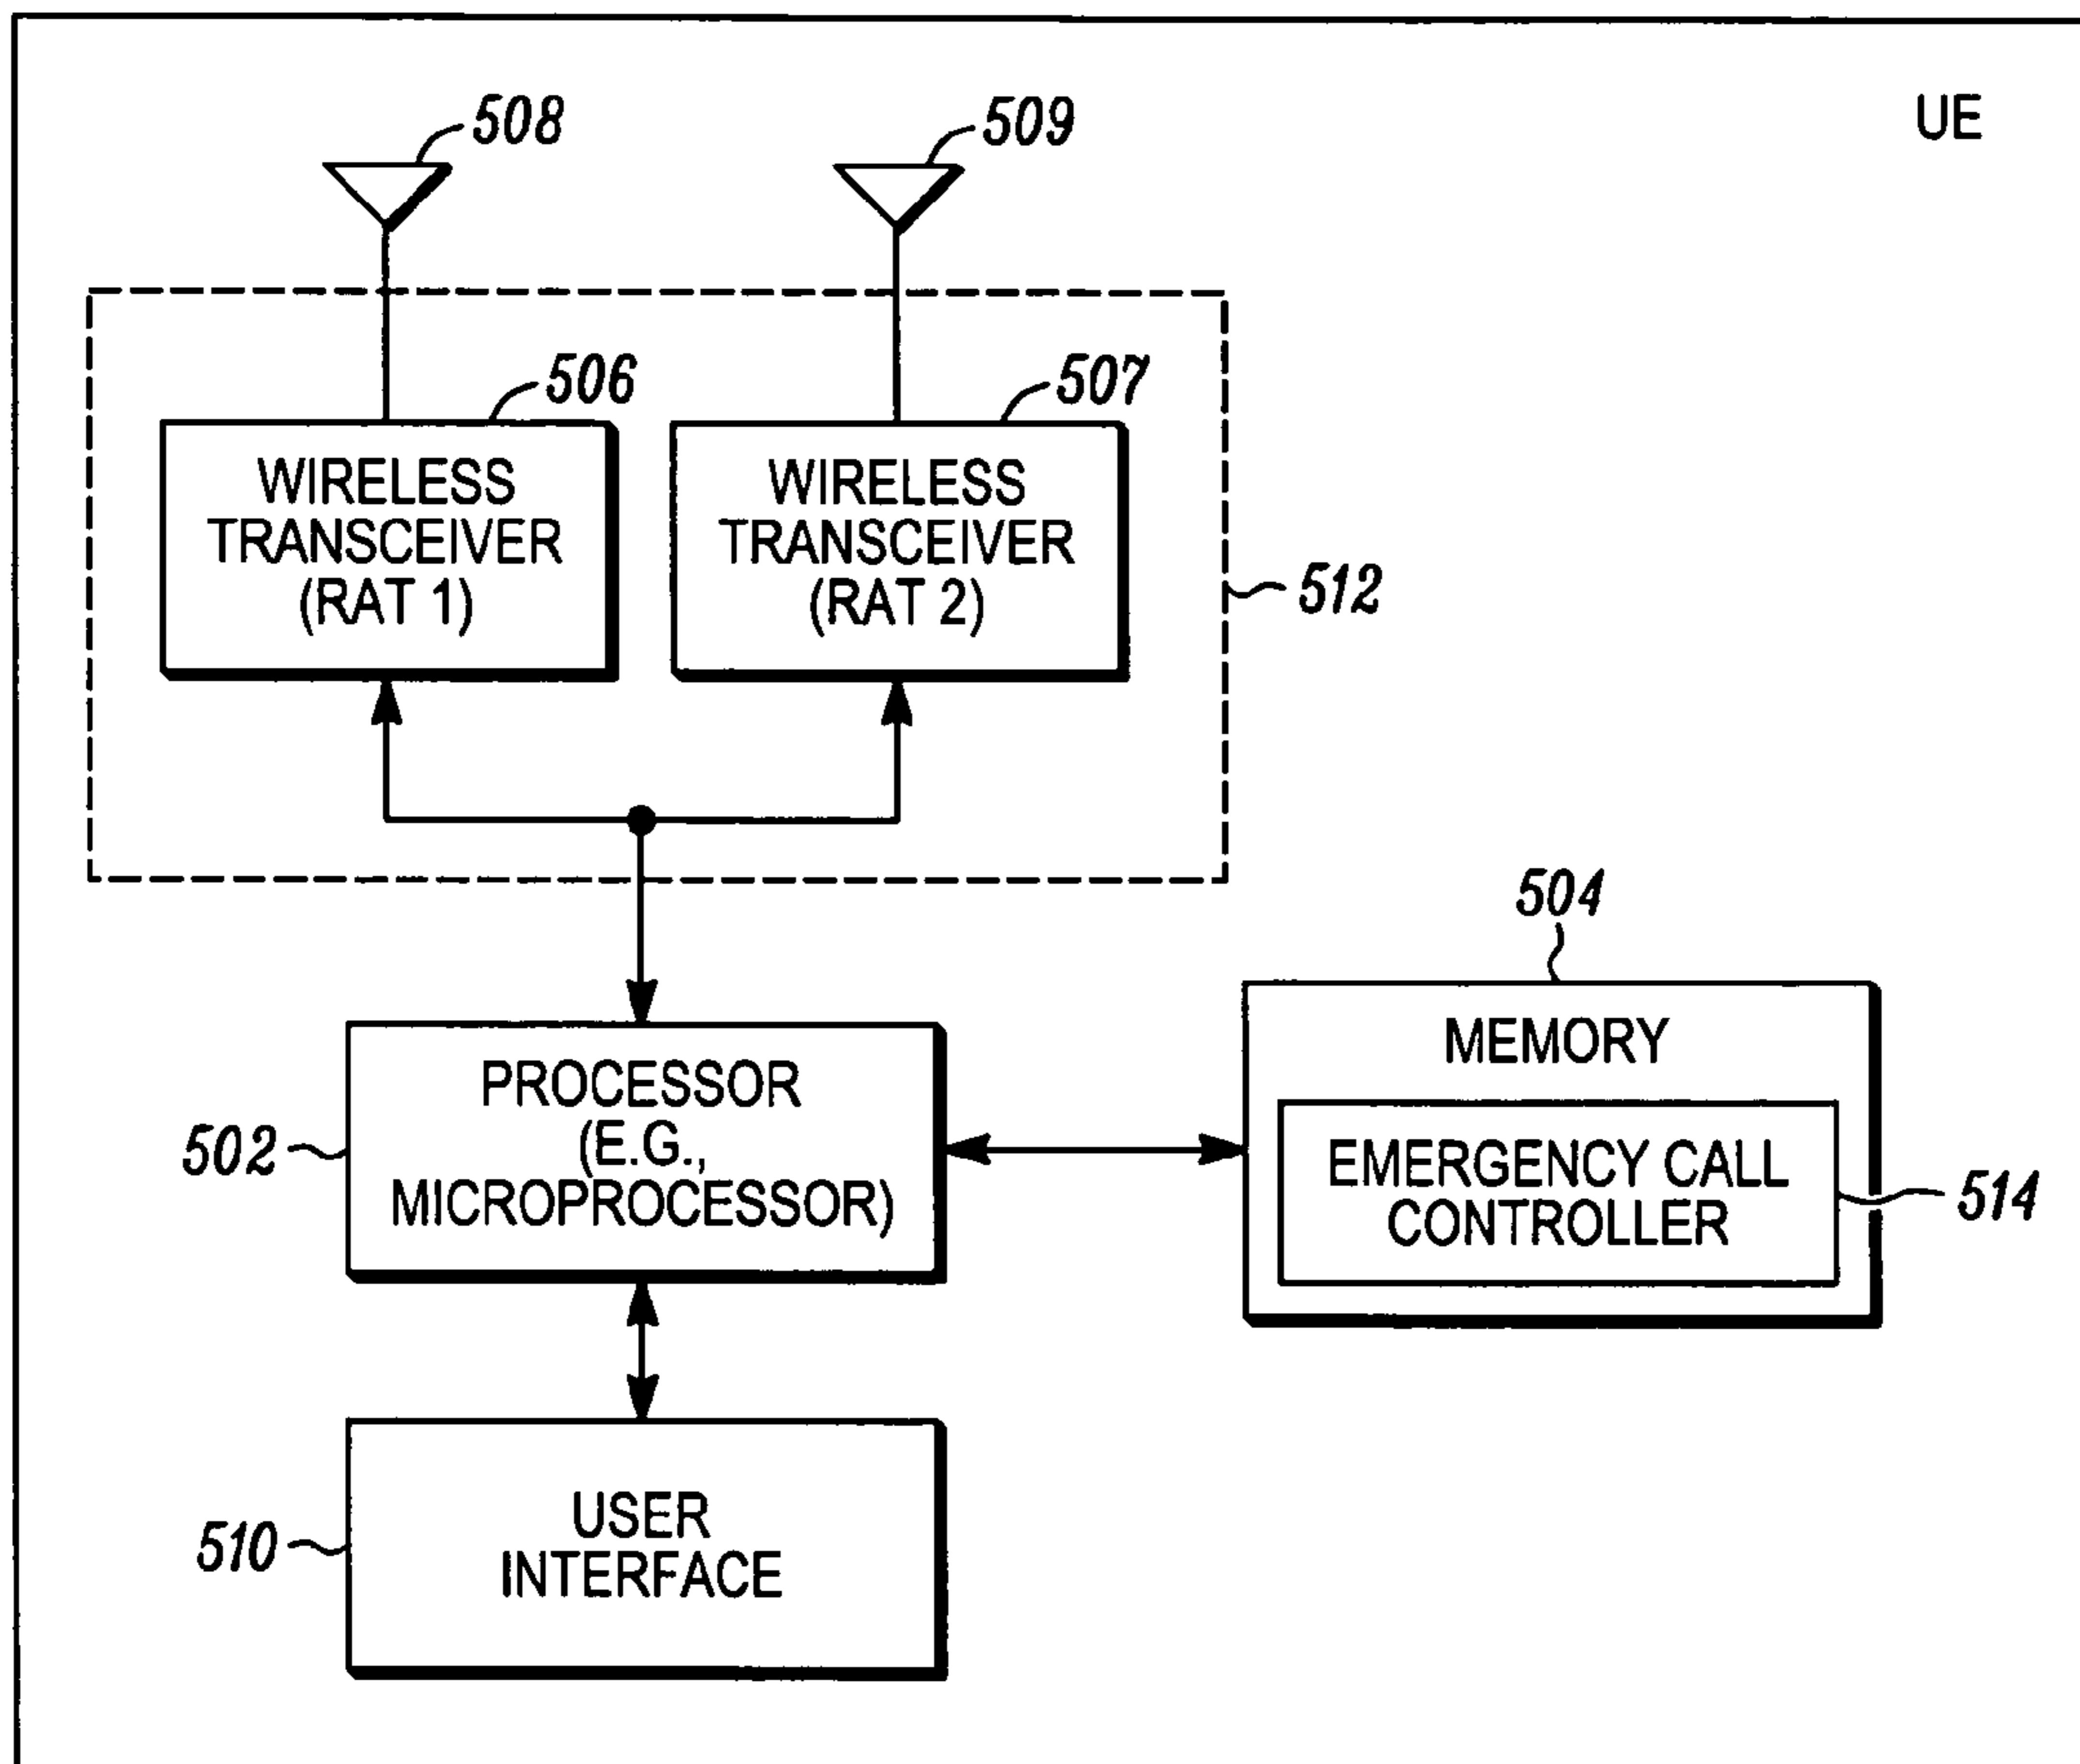 UE
508
509
506
507
WIRELESS
TRANSCEIVER
(RAT 1)
WIRELESS
TRANSCEIVER
(RAT 2)
512
504
MEMORY
EMERGENCY CALL
CONTROLLER
514
502
PROCESSOR
(E.G.,
MICROPROCESSOR)
510
USER
INTERFACE